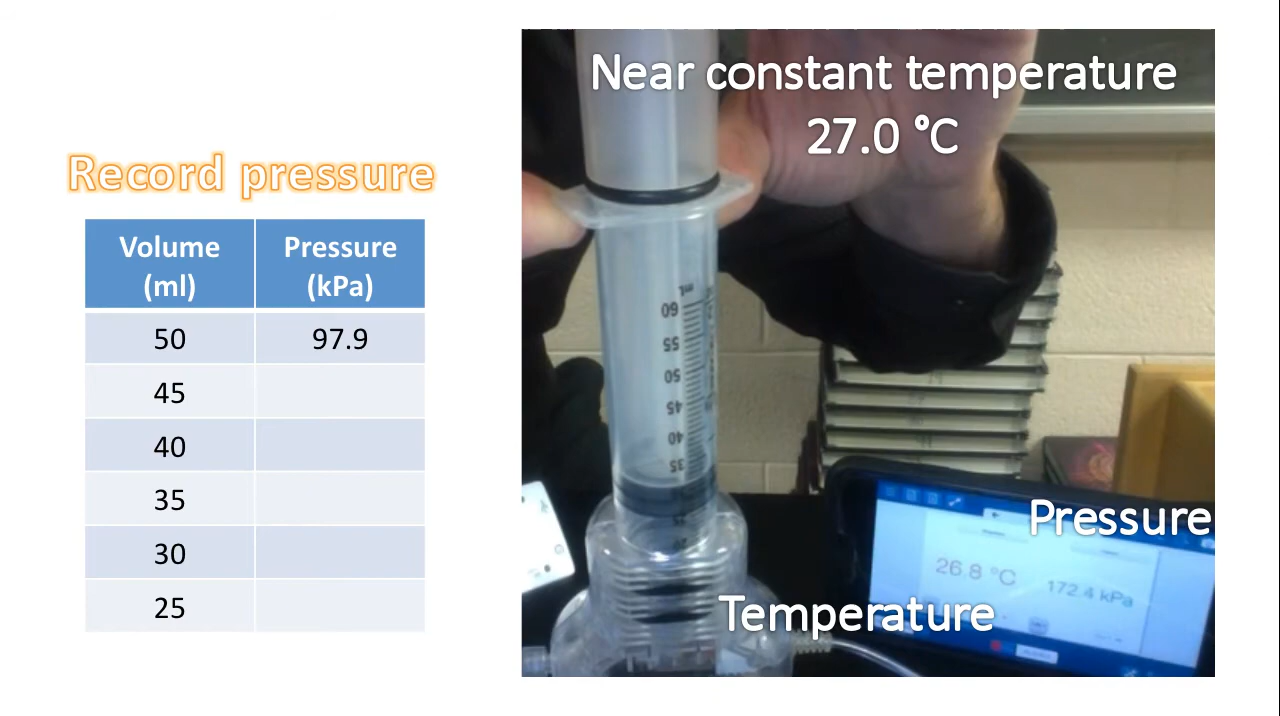 Record pressure
Volume (ml)
Pressure (kPa)
50 97.9
45
40
35
30
25
Near constant temperature
27.0 °C
mL
60
55
50
45
40
35
Pressure
26.8 °C 172.4 kPa
Temperature